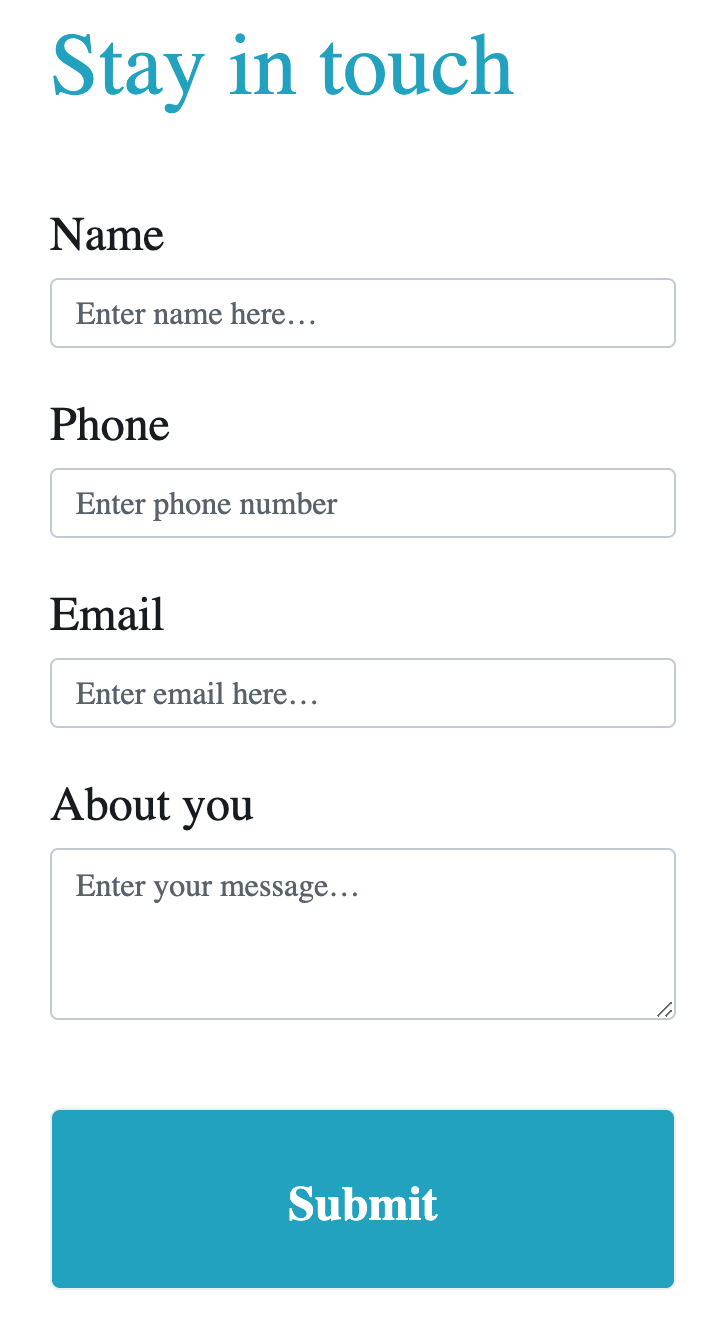 Stay in touch
Name
Enter name here…
Phone
Enter phone number
Email
Enter email here…
About you
Enter your message…
Submit